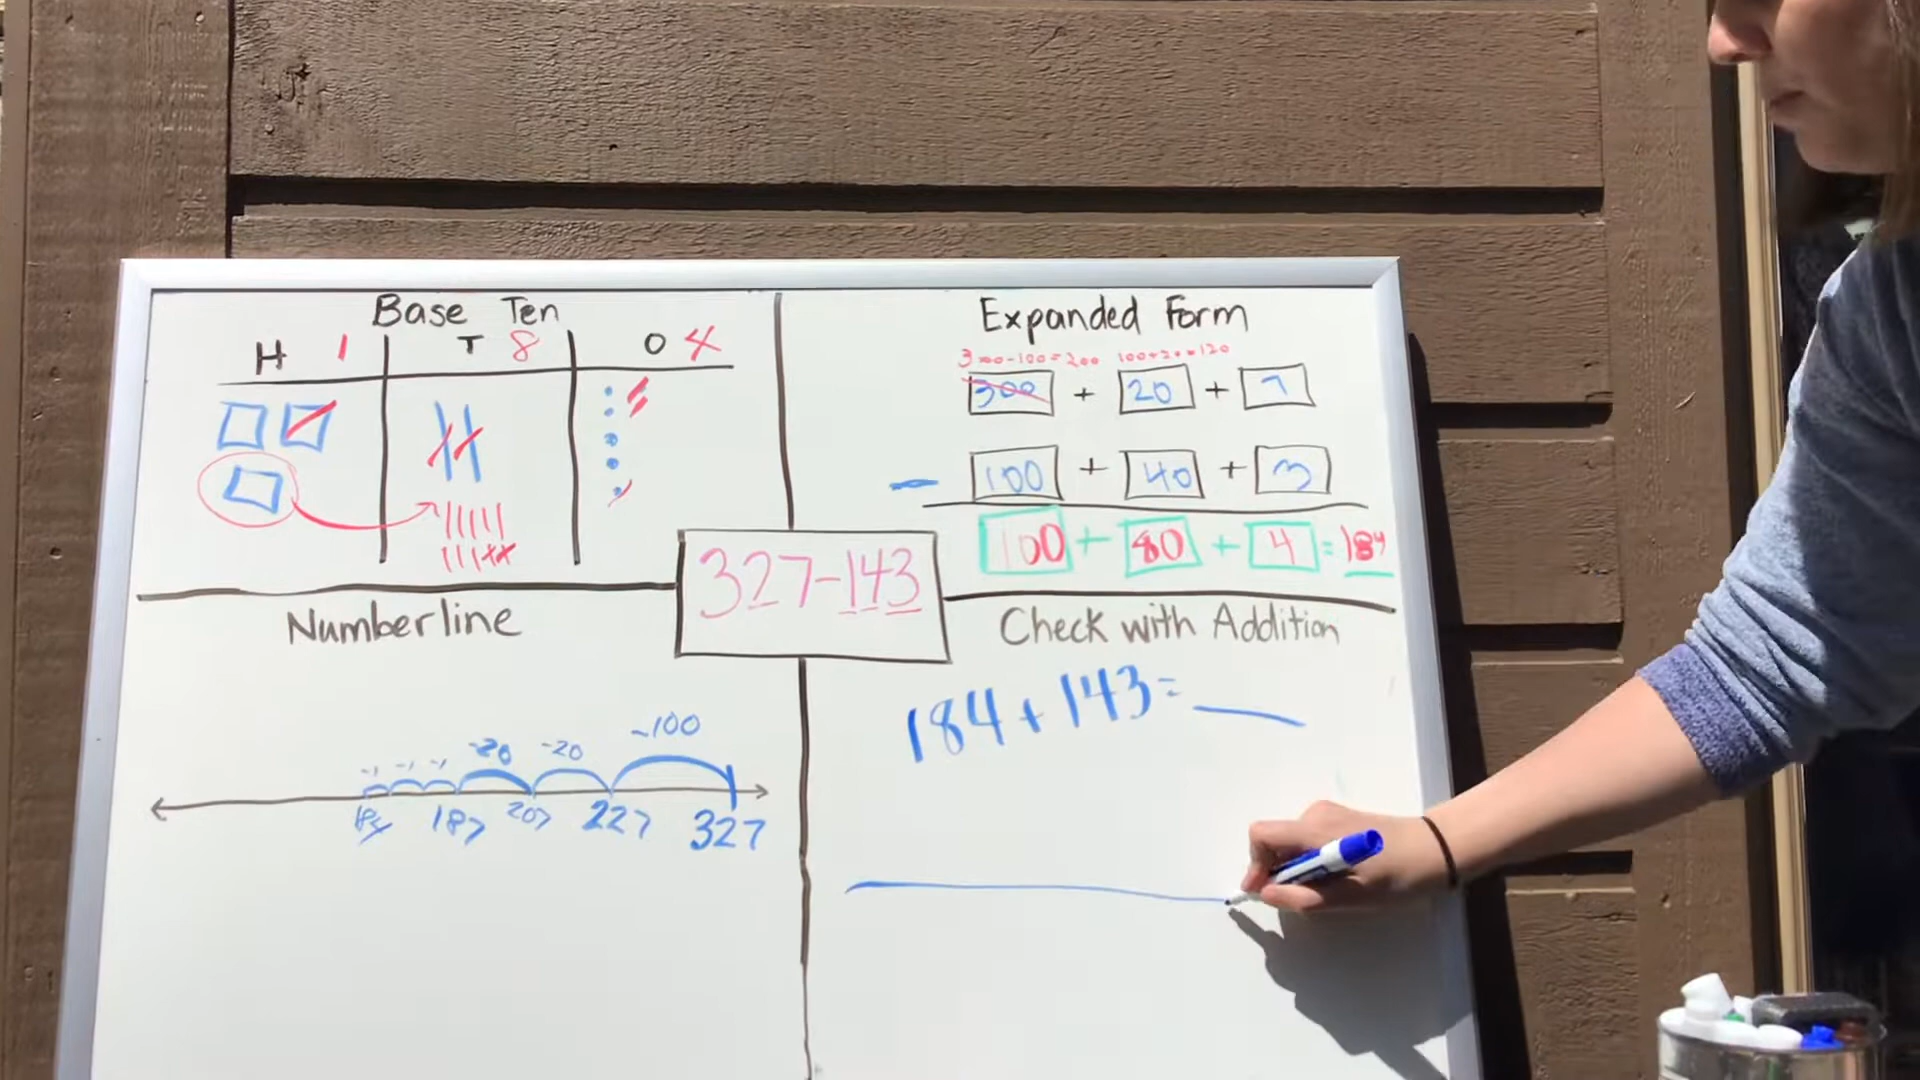 Base Ten
H 1 T 8 O 4
Expanded Form
300-100=200 100+20=120
300 + 20 + 7
- 100 + 40 + 3
100 + 80 + 4 = 184
327-143
Numberline
-1 -1 -1 -20 -20 -100
187 207 227 327
Check with Addition
184 + 143 = __